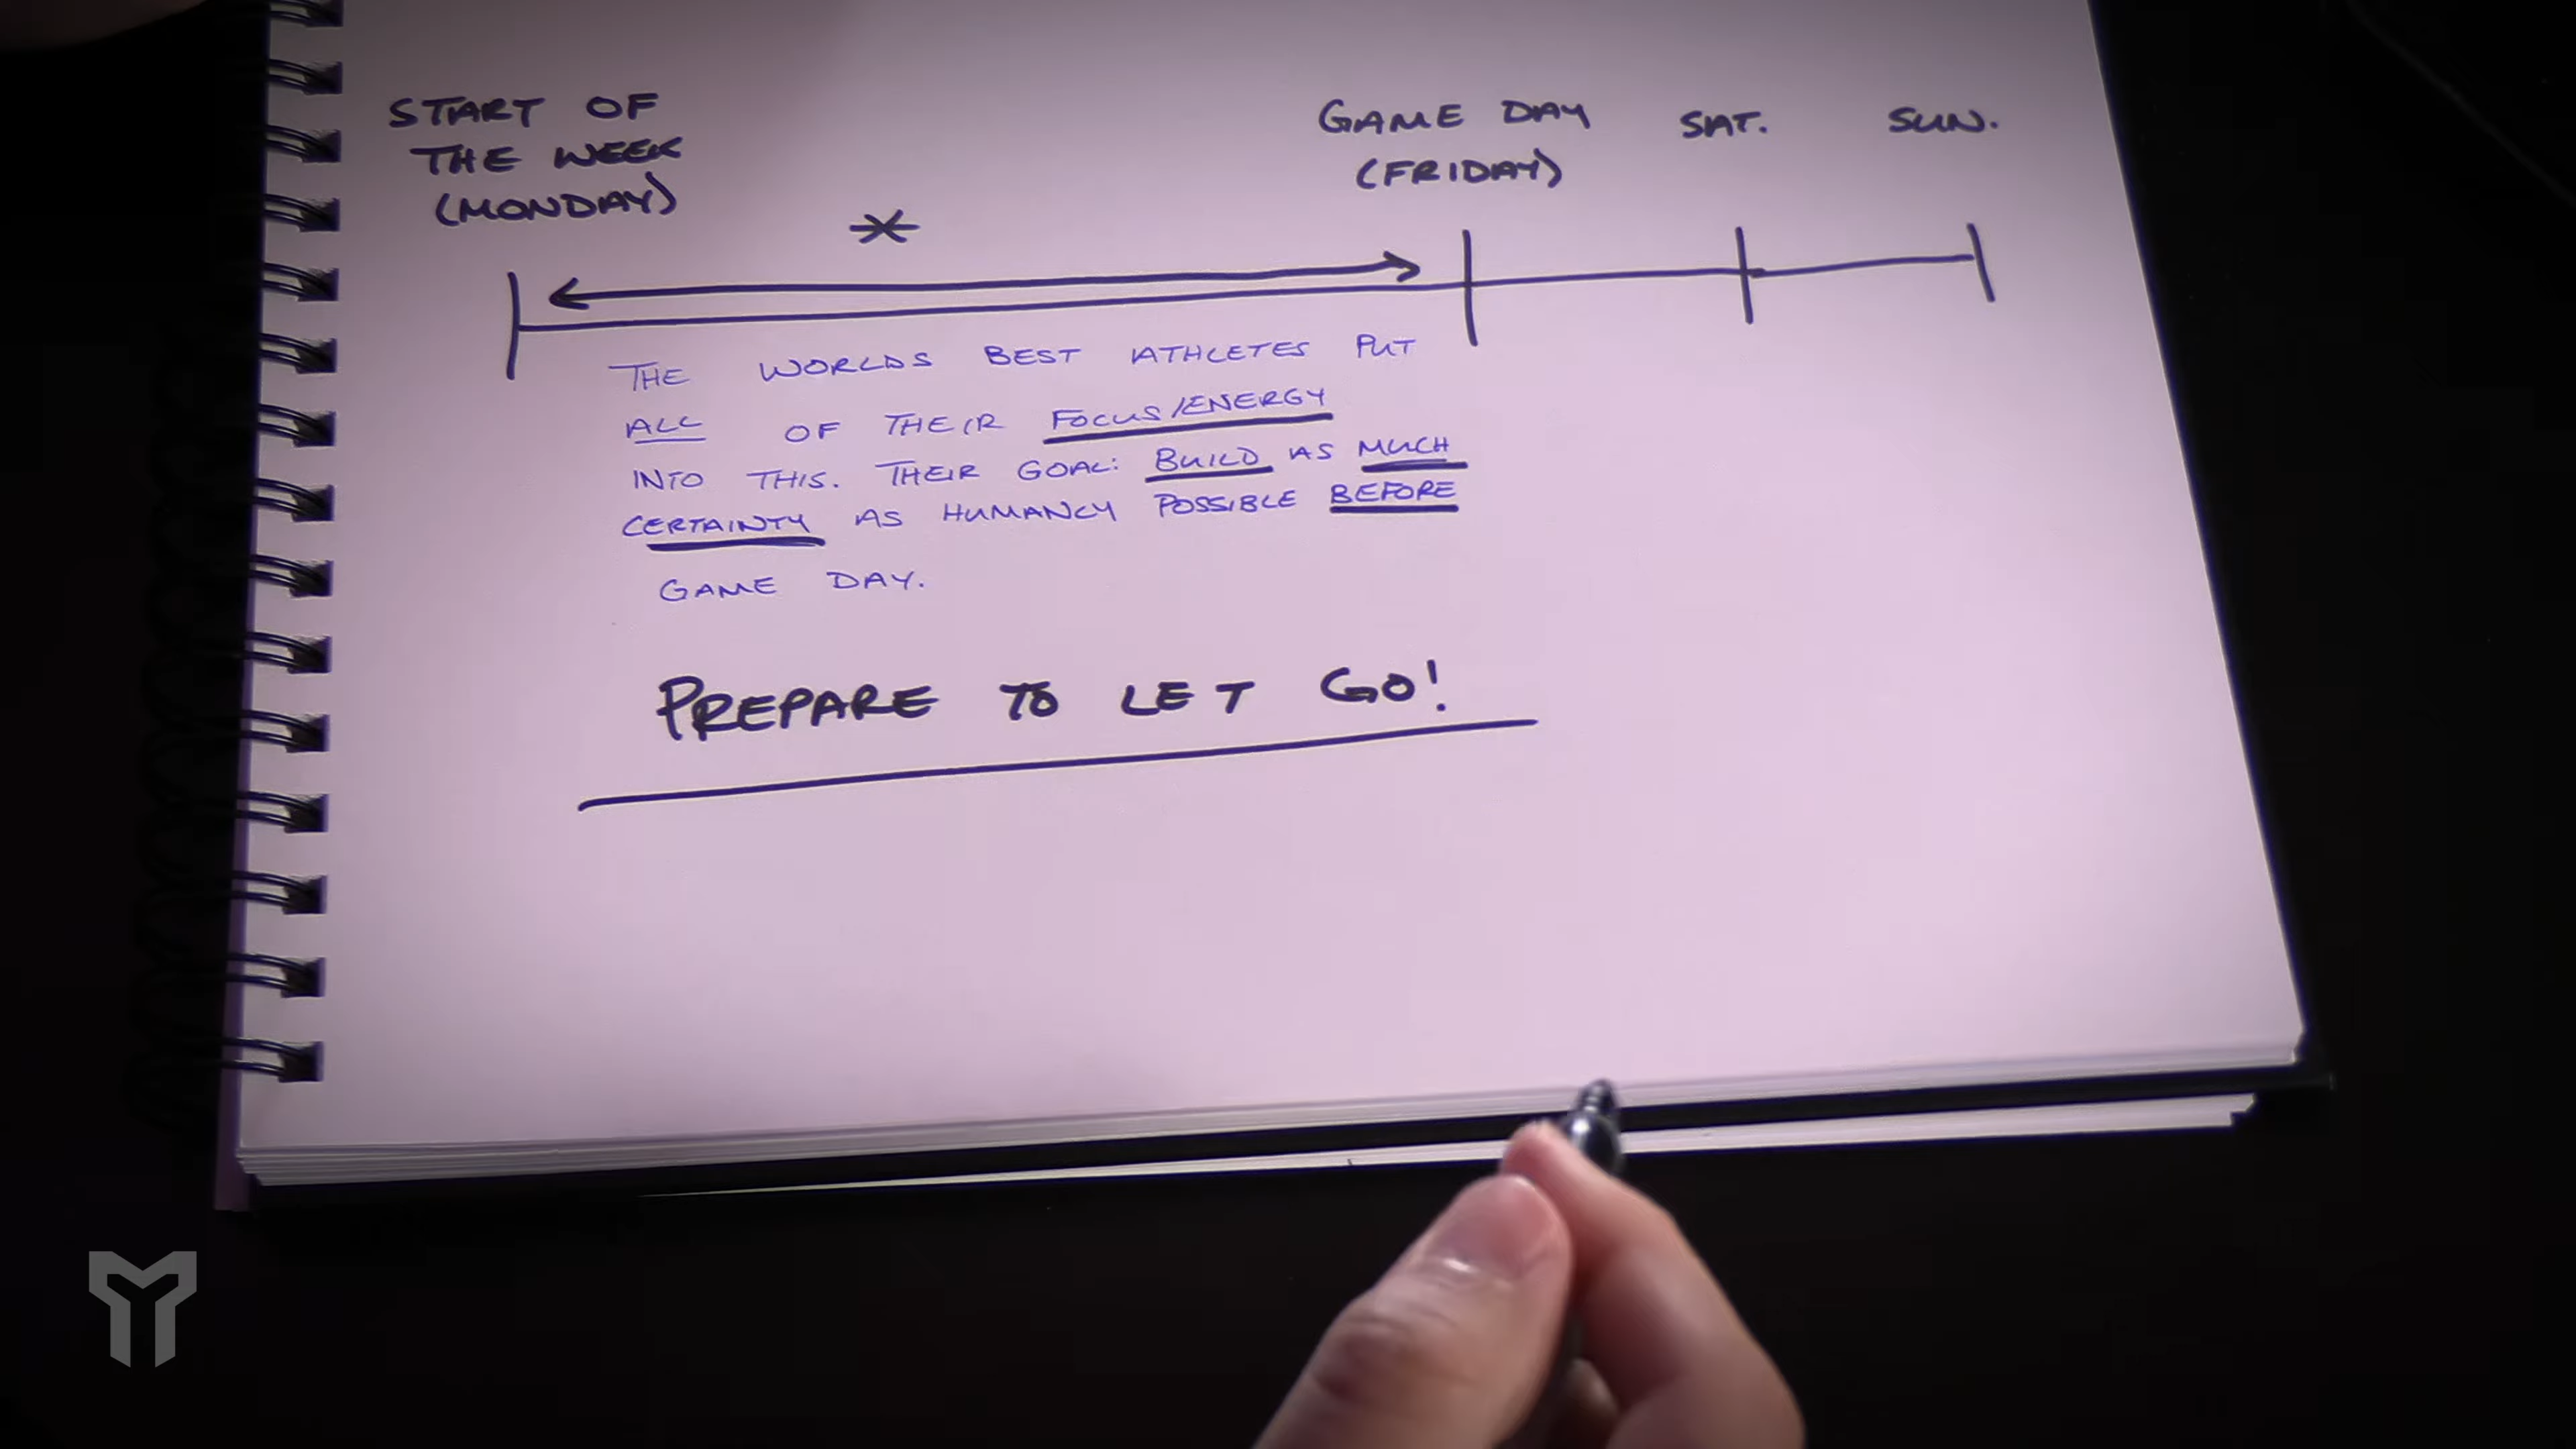 START OF
THE WEEK
(MONDAY)
GAME DAY
(FRIDAY)
SAT.
SUN.
THE WORLDS BEST ATHLETES PUT
ALL OF THEIR FOCUS/ENERGY
INTO THIS. THEIR GOAL: BUILD AS MUCH
CERTAINTY AS HUMANLY POSSIBLE BEFORE
GAME DAY.
PREPARE TO LET GO!